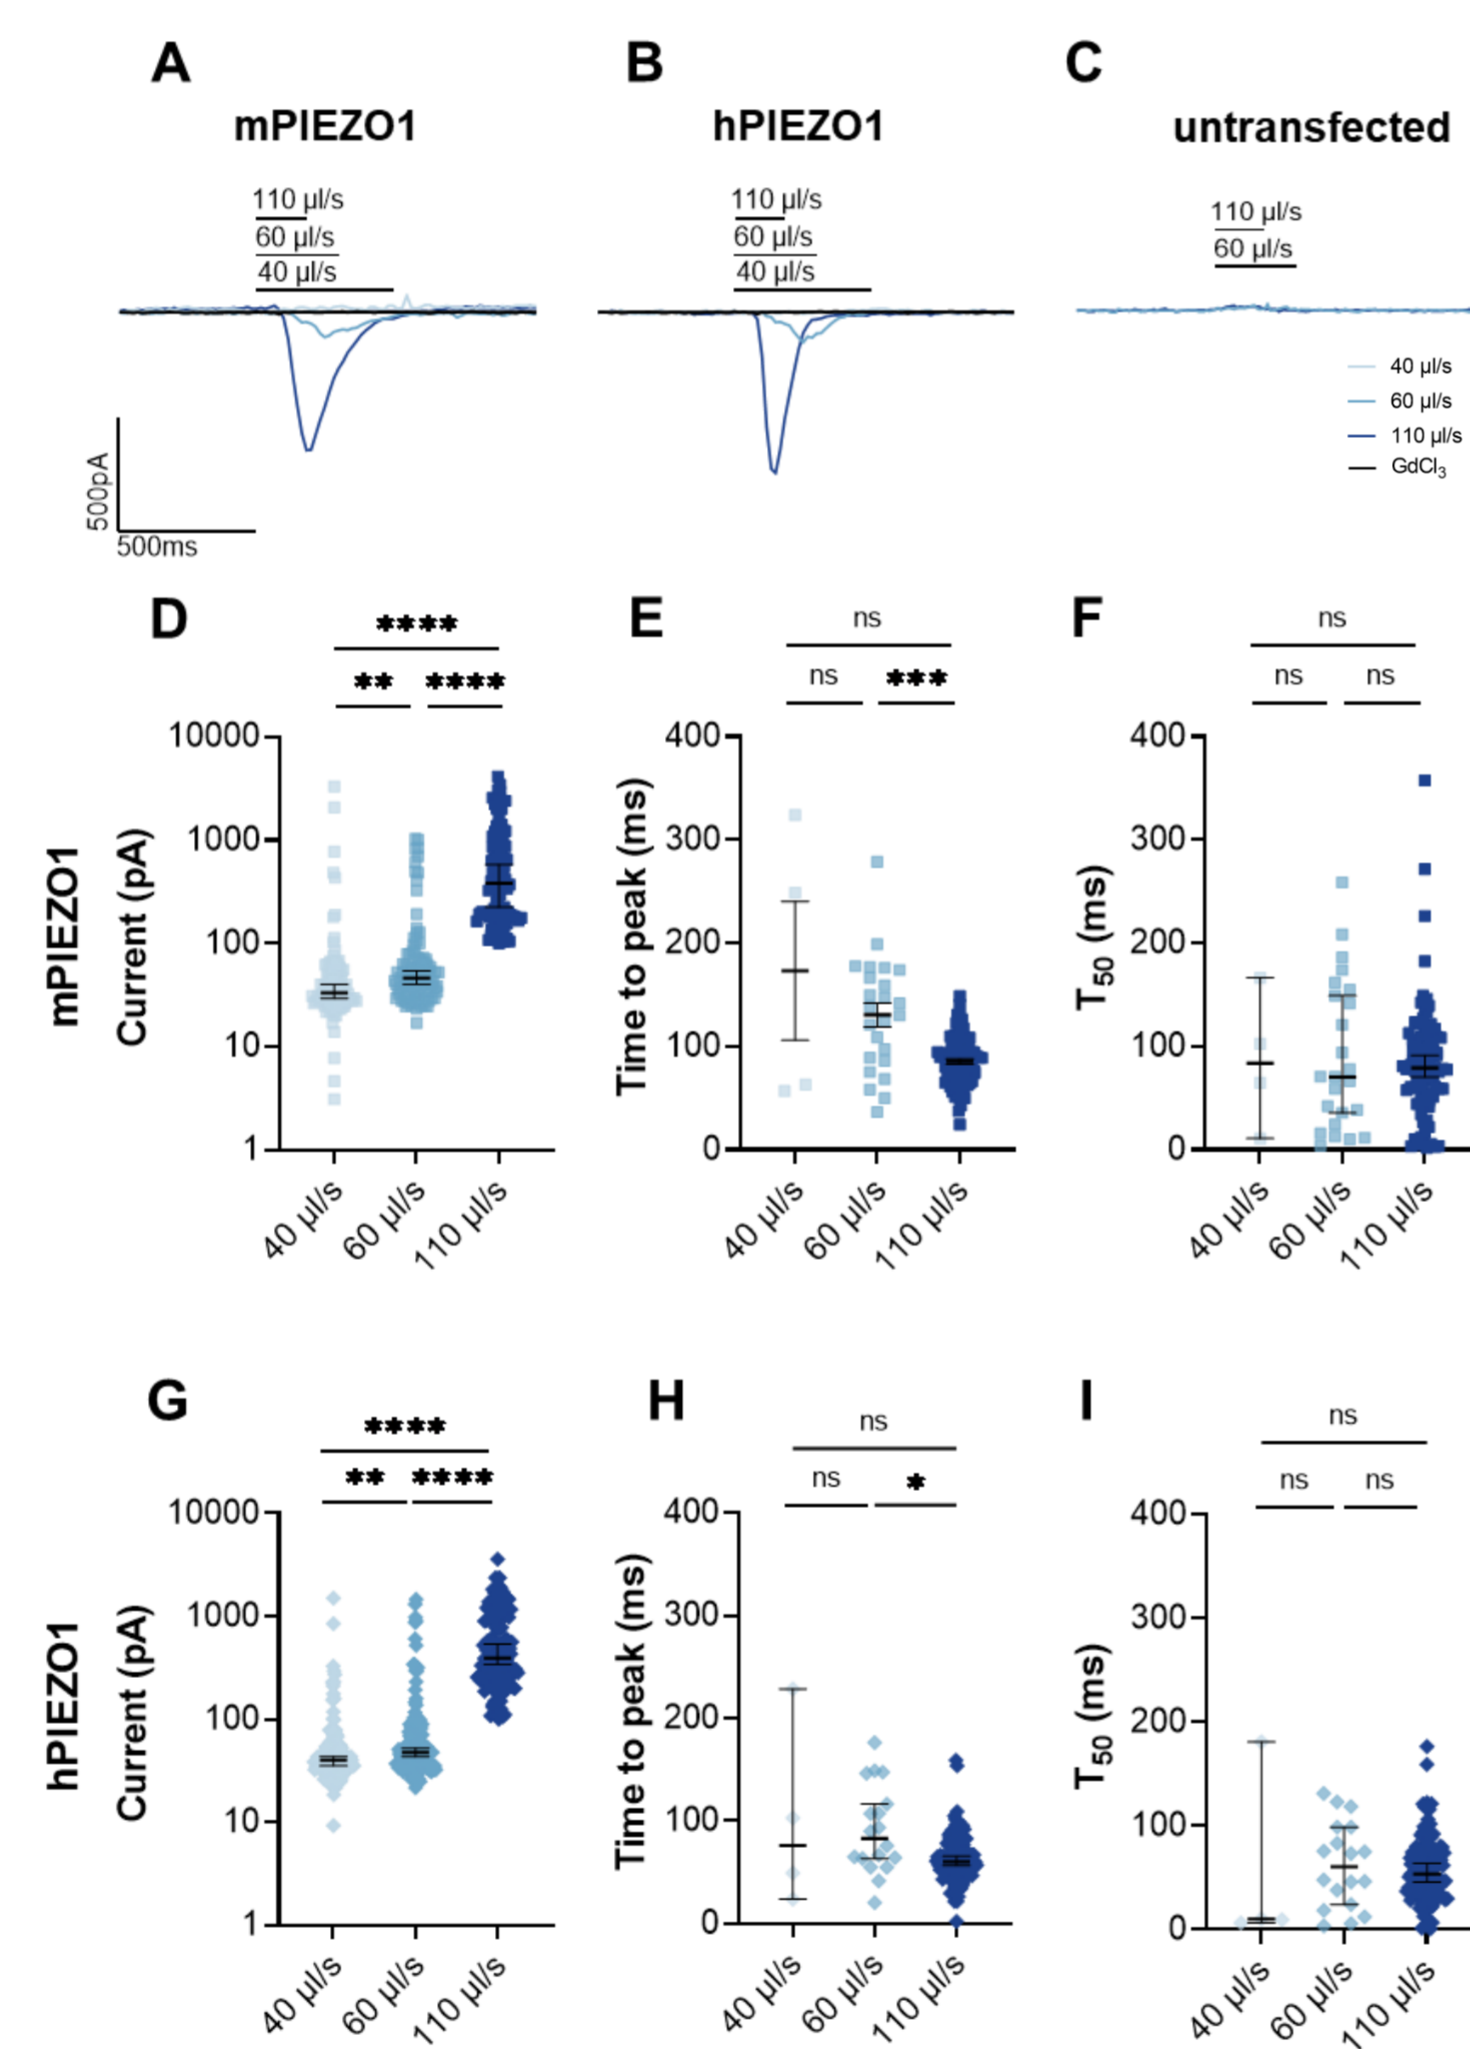 A
B
C
mPIEZO1
hPIEZO1
untransfected
110 µl/s
60 µl/s
40 µl/s
110 µl/s
60 µl/s
40 µl/s
110 µl/s
60 µl/s
40 µl/s
60 µl/s
110 µl/s
GdCl3
500pA
500ms
D
E
F
****
** ****
ns
ns ***
ns
ns ns
mPIEZO1
Current (pA)
10000
1000
100
10
1
40 µl/s
60 µl/s
110 µl/s
Time to peak (ms)
400
300
200
100
0
40 µl/s
60 µl/s
110 µl/s
T50 (ms)
400
300
200
100
0
40 µl/s
60 µl/s
110 µl/s
G
H
I
****
** ****
ns
ns *
ns
ns ns
hPIEZO1
Current (pA)
10000
1000
100
10
1
40 µl/s
60 µl/s
110 µl/s
Time to peak (ms)
400
300
200
100
0
40 µl/s
60 µl/s
110 µl/s
T50 (ms)
400
300
200
100
0
40 µl/s
60 µl/s
110 µl/s